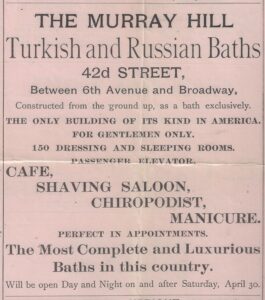 THE MURRAY HILL
Turkish and Russian Baths
42d STREET,
Between 6th Avenue and Broadway,
Constructed from the ground up, as a bath exclusively.
THE ONLY BUILDING OF ITS KIND IN AMERICA.
FOR GENTLEMEN ONLY.
150 DRESSING AND SLEEPING ROOMS.
PASSENGER ELEVATOR.
CAFE,
SHAVING SALOON,
CHIROPODIST,
MANICURE.
PERFECT IN APPOINTMENTS.
The Most Complete and Luxurious
Baths in this country.
Will be open Day and Night on and after Saturday, April 30.